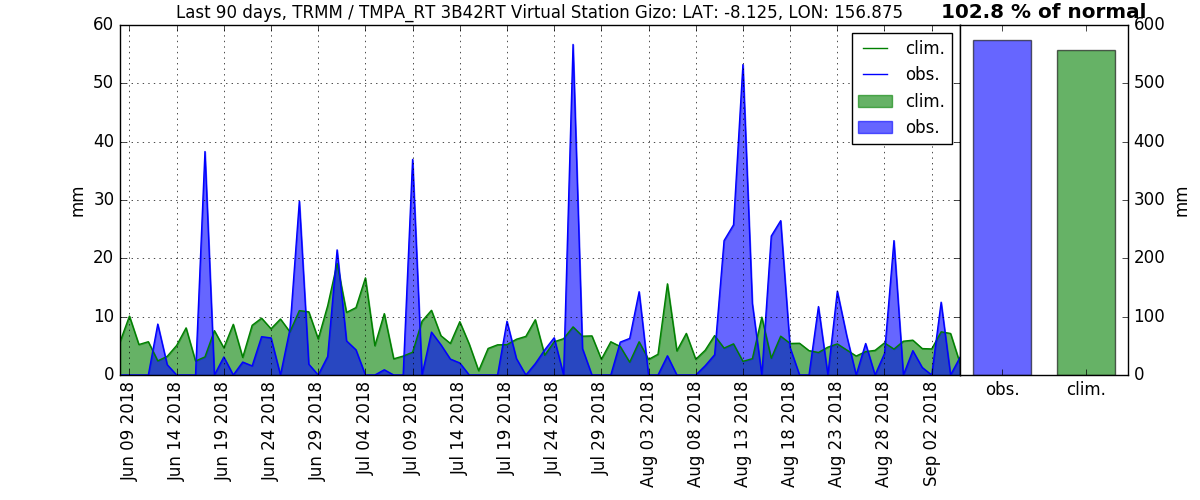 Last 90 days, TRMM / TMPA_RT 3B42RT Virtual Station Gizo: LAT: -8.125, LON: 156.875
102.8 % of normal
60
50
40
30
20
10
0
mm
clim.
obs.
clim.
obs.
Jun 09 2018
Jun 14 2018
Jun 19 2018
Jun 24 2018
Jun 29 2018
Jul 04 2018
Jul 09 2018
Jul 14 2018
Jul 19 2018
Jul 24 2018
Jul 29 2018
Aug 03 2018
Aug 08 2018
Aug 13 2018
Aug 18 2018
Aug 23 2018
Aug 28 2018
Sep 02 2018
600
500
400
300
200
100
0
mm
obs.
clim.